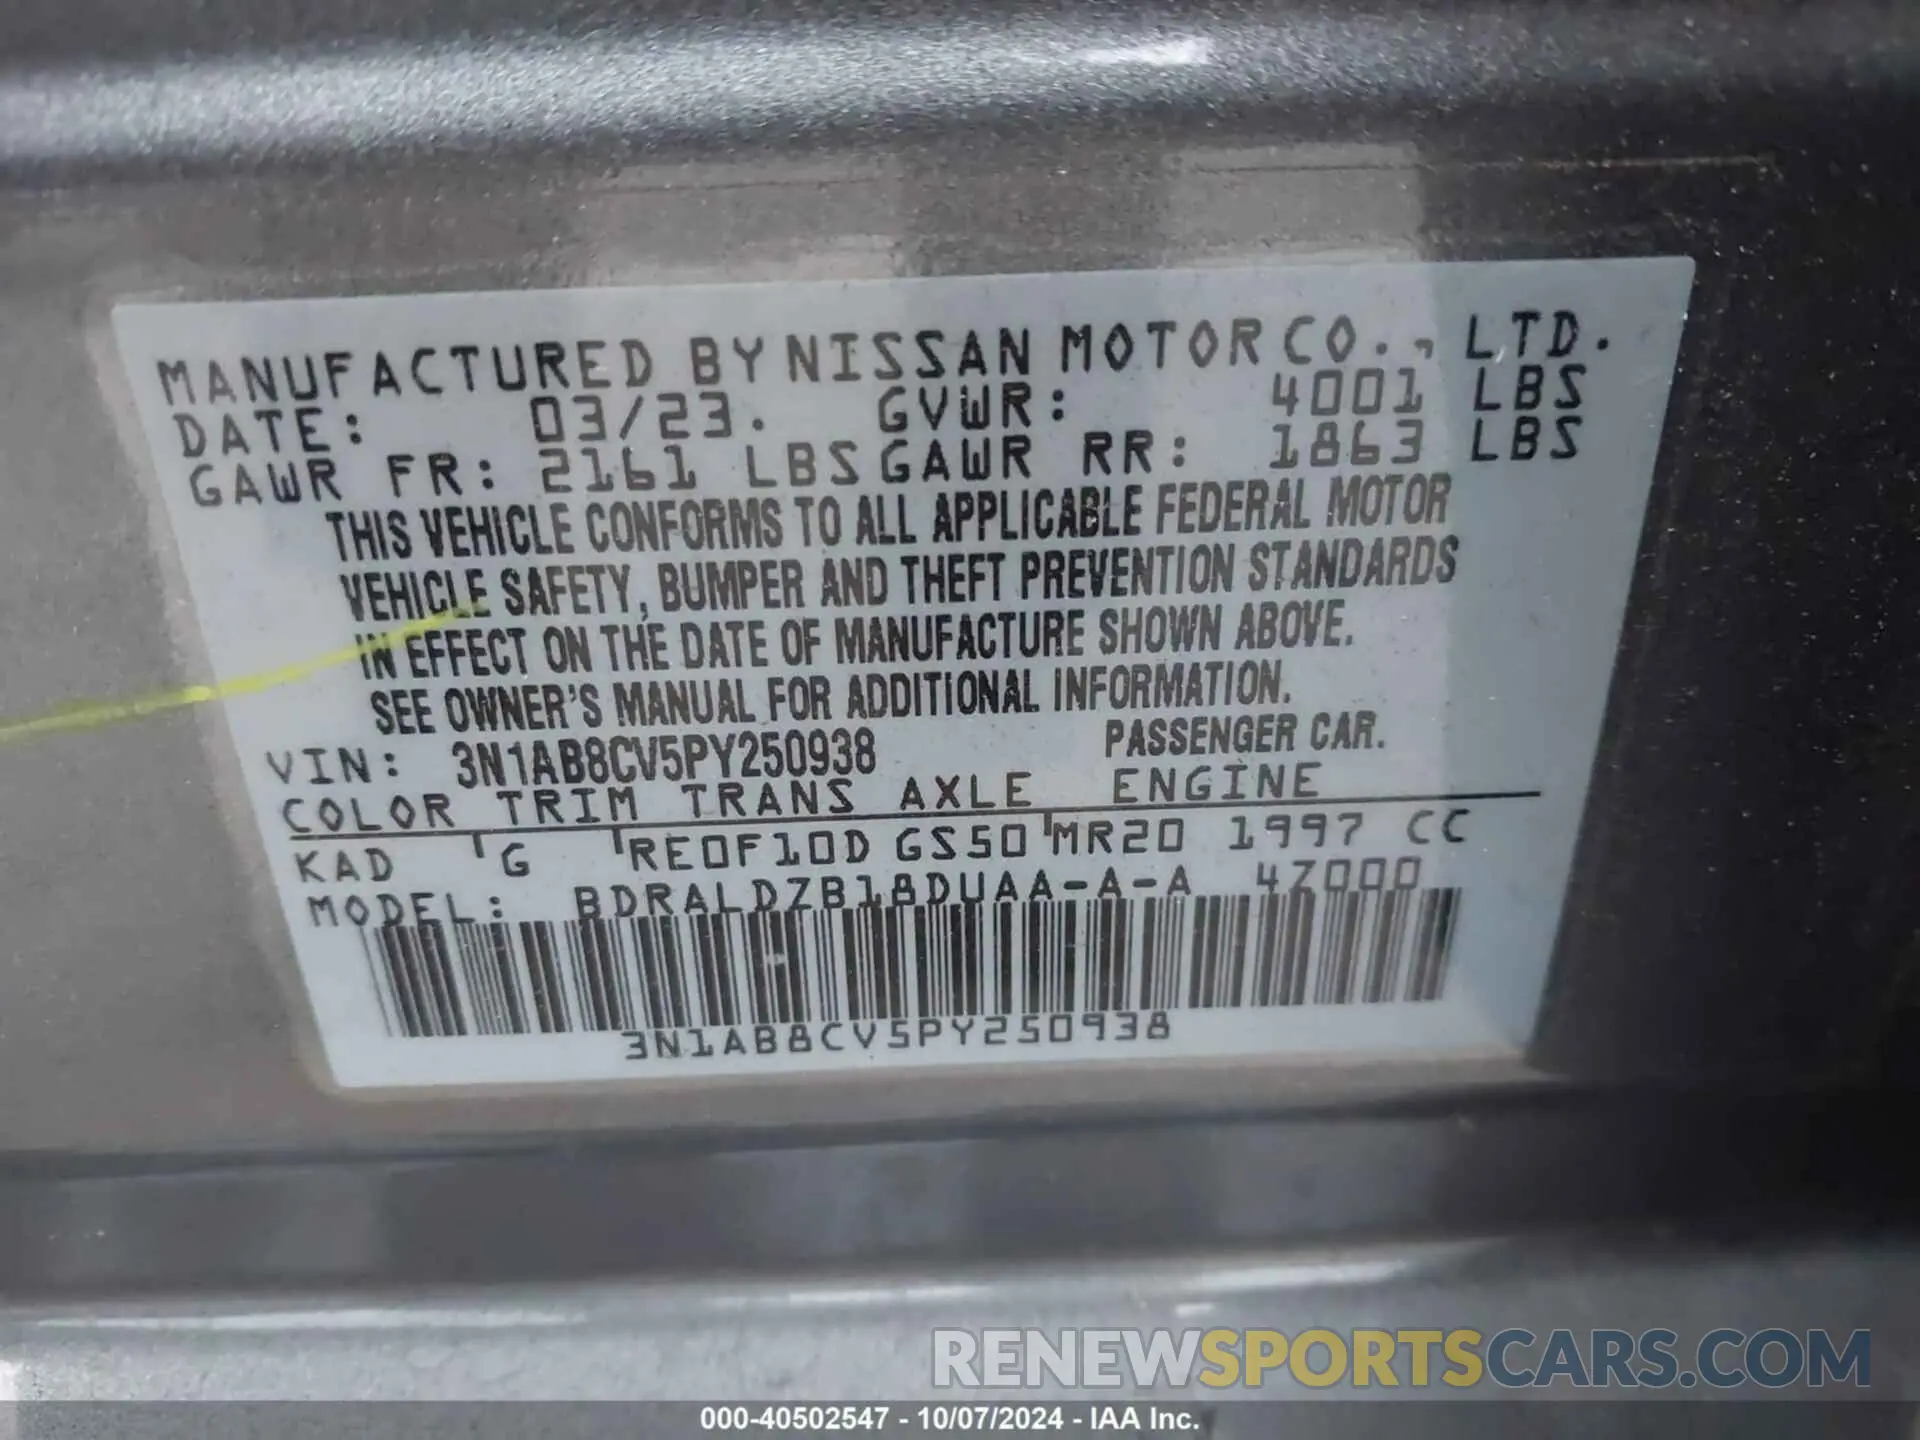 MANUFACTURED BY NISSAN MOTOR CO., LTD.
DATE: 03/23. GVWR: 4001 LBS
GAWR FR: 2161 LBS GAWR RR: 1863 LBS
THIS VEHICLE CONFORMS TO ALL APPLICABLE FEDERAL MOTOR
VEHICLE SAFETY, BUMPER AND THEFT PREVENTION STANDARDS
IN EFFECT ON THE DATE OF MANUFACTURE SHOWN ABOVE.
SEE OWNER'S MANUAL FOR ADDITIONAL INFORMATION.
VIN: 3N1AB8CV5PY250938 PASSENGER CAR.
COLOR TRIM TRANS AXLE ENGINE
KAD G RE0F10D GS50 MR20 1997 CC
MODEL: BDRALDZB18DUAA-A-A 4Z000
3N1AB8CV5PY250938
RENEWSPORTSCARS.COM
000-40502547 - 10/07/2024 - IAA Inc.